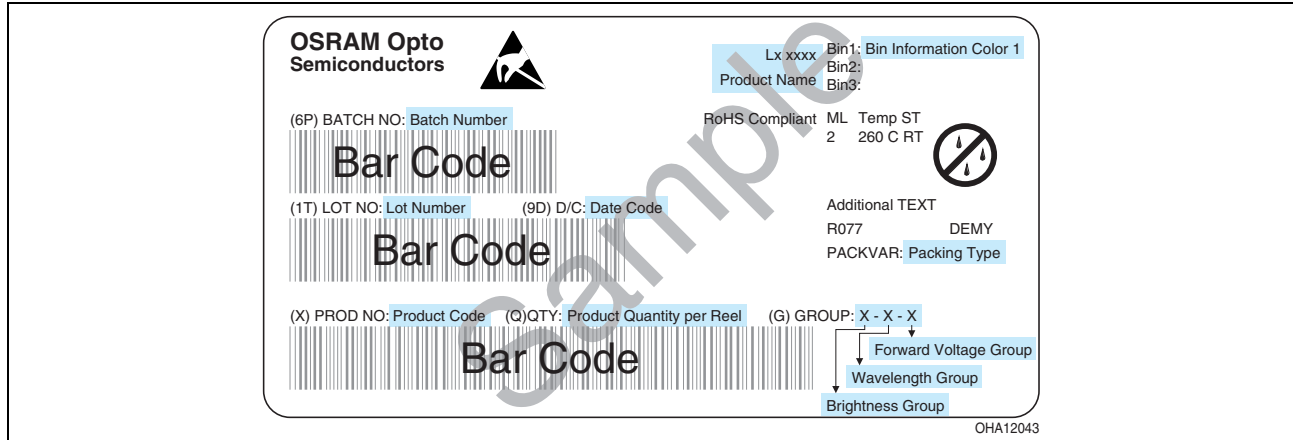 OSRAM Opto
Semiconductors
Lx xxxx
Product Name
Bin1: Bin Information Color 1
Bin2:
Bin3:
(6P) BATCH NO: Batch Number
Bar Code
RoHS Compliant ML Temp ST
2 260 C RT
(1T) LOT NO: Lot Number (9D) D/C: Date Code
Bar Code
Additional TEXT
R077 DEMY
PACKVAR: Packing Type
(X) PROD NO: Product Code (Q)QTY: Product Quantity per Reel (G) GROUP: X - X - X
Bar Code
Forward Voltage Group
Wavelength Group
Brightness Group
Sample
OHA12043